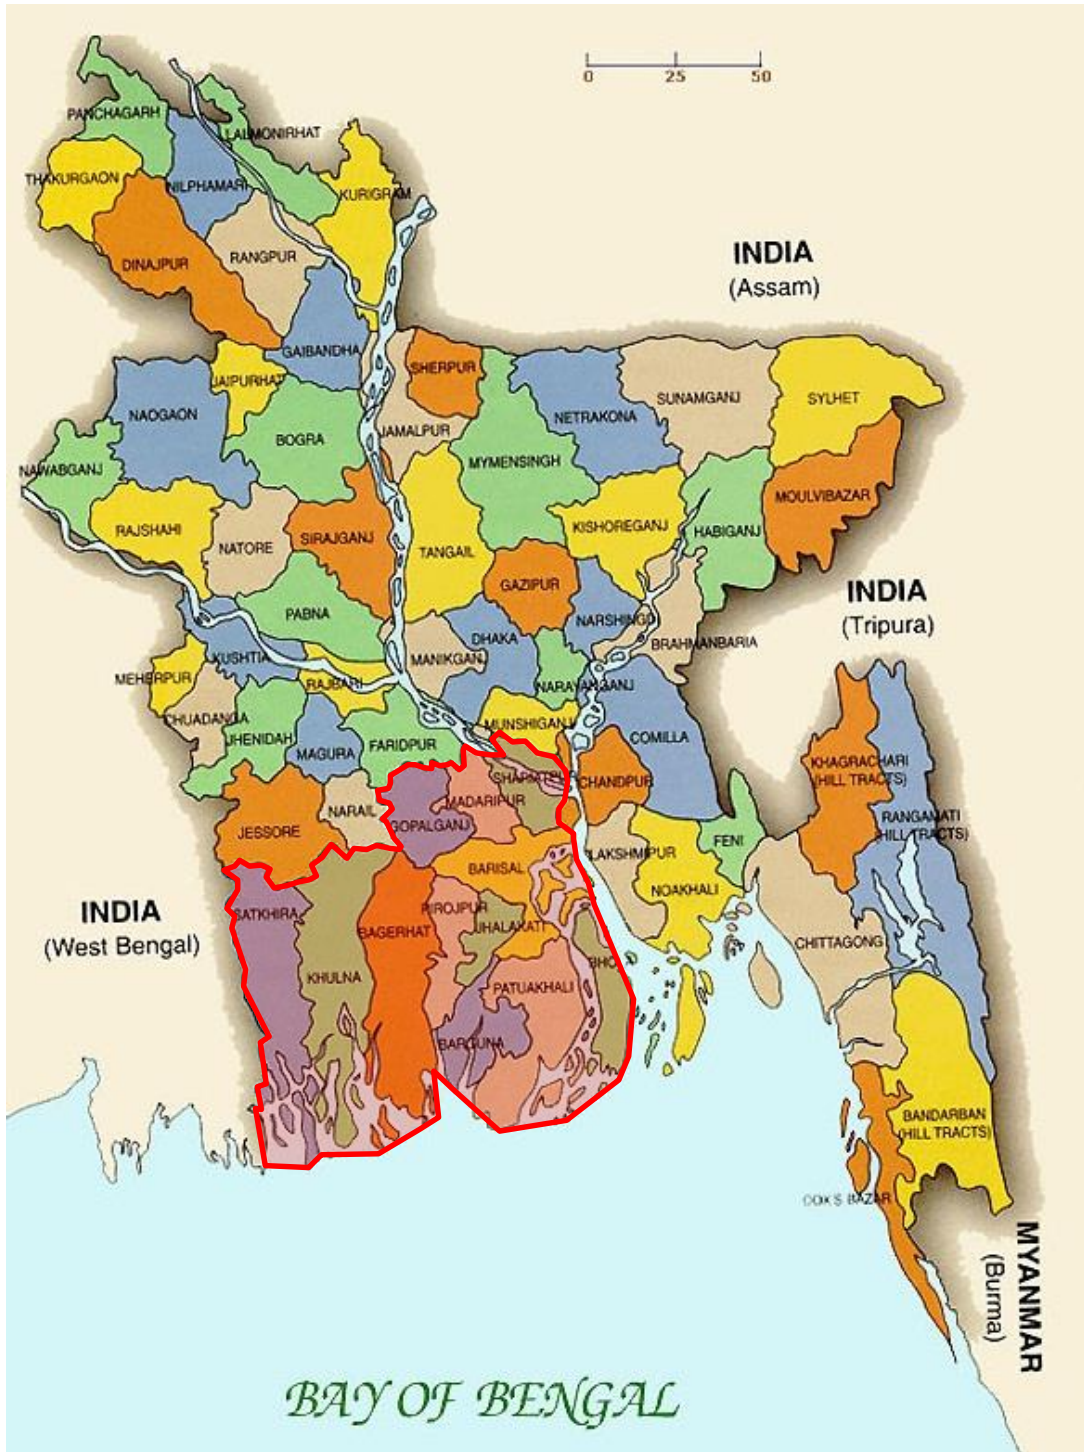 0 25 50
PANCHAGARH
LALMONIRHAT
THAKURGAON
NILPHAMARI
KURIGRAM
DINAJPUR
RANGPUR
INDIA
(Assam)
GAIBANDHA
JAIPURHAT
SHERPUR
NAOGAON
SUNAMGANJ
SYLHET
NETRAKONA
BOGRA
JAMALPUR
NAWABGANJ
MYMENSINGH
MOULVIBAZAR
RAJSHAHI
KISHOREGANJ
HABIGANJ
SIRAJGANJ
NATORE
TANGAIL
GAZIPUR
INDIA
(Tripura)
PABNA
NARSHINGDI
DHAKA
BRAHMANBARIA
KUSHTIA
MANIKGANJ
MEHERPUR
RAJBARI
NARAYANGANJ
CHUADANGA
MUNSHIGANJ
JHENIDAH
MAGURA
FARIDPUR
COMILLA
KHAGRACHARI
(HILL TRACTS)
SHARIATPUR
CHANDPUR
MADARIPUR
NARAIL
GOPALGANJ
JESSORE
RANGAMATI
(HILL TRACTS)
FENI
LAKSHMIPUR
BARISAL
NOAKHALI
INDIA
(West Bengal)
SATKHIRA
PIROJPUR
JHALAKATI
BAGERHAT
CHITTAGONG
BHOLA
KHULNA
PATUAKHALI
BARGUNA
BANDARBAN
(HILL TRACTS)
COX'S BAZAR
MYANMAR
(Burma)
BAY OF BENGAL